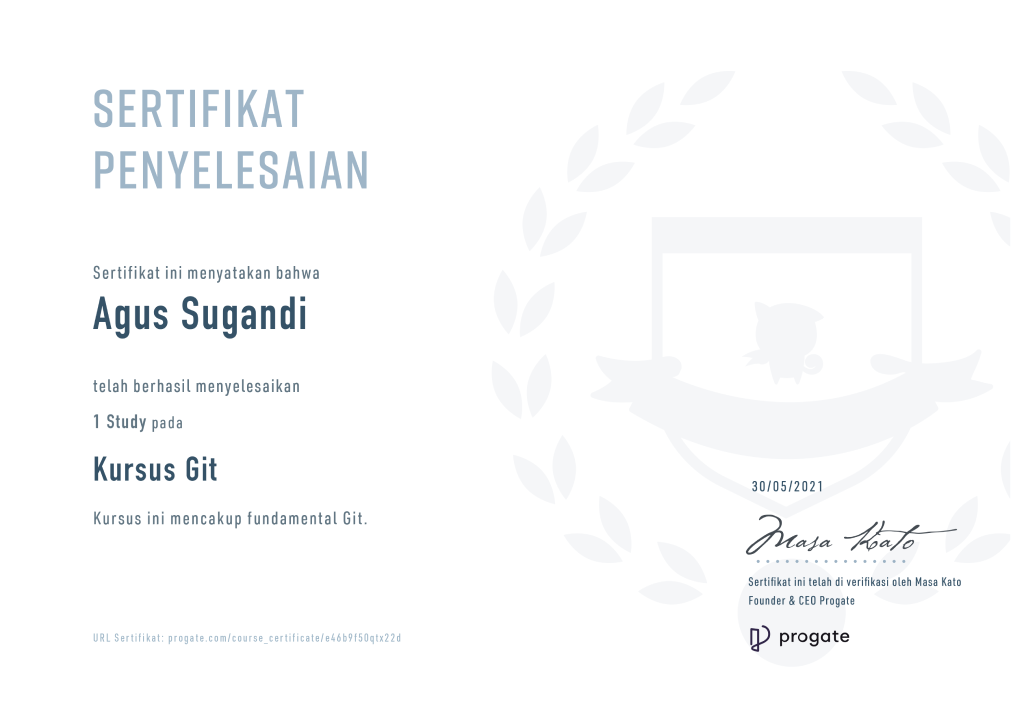 SERTIFIKAT
PENYELESAIAN
Sertifikat ini menyatakan bahwa
Agus Sugandi
telah berhasil menyelesaikan
1 Study pada
Kursus Git
Kursus ini mencakup fundamental Git.
30/05/2021
Masa Kato
Sertifikat ini telah di verifikasi oleh Masa Kato
Founder & CEO Progate
URL Sertifikat: progate.com/course_certificate/e46b9f50qtx22d
progate